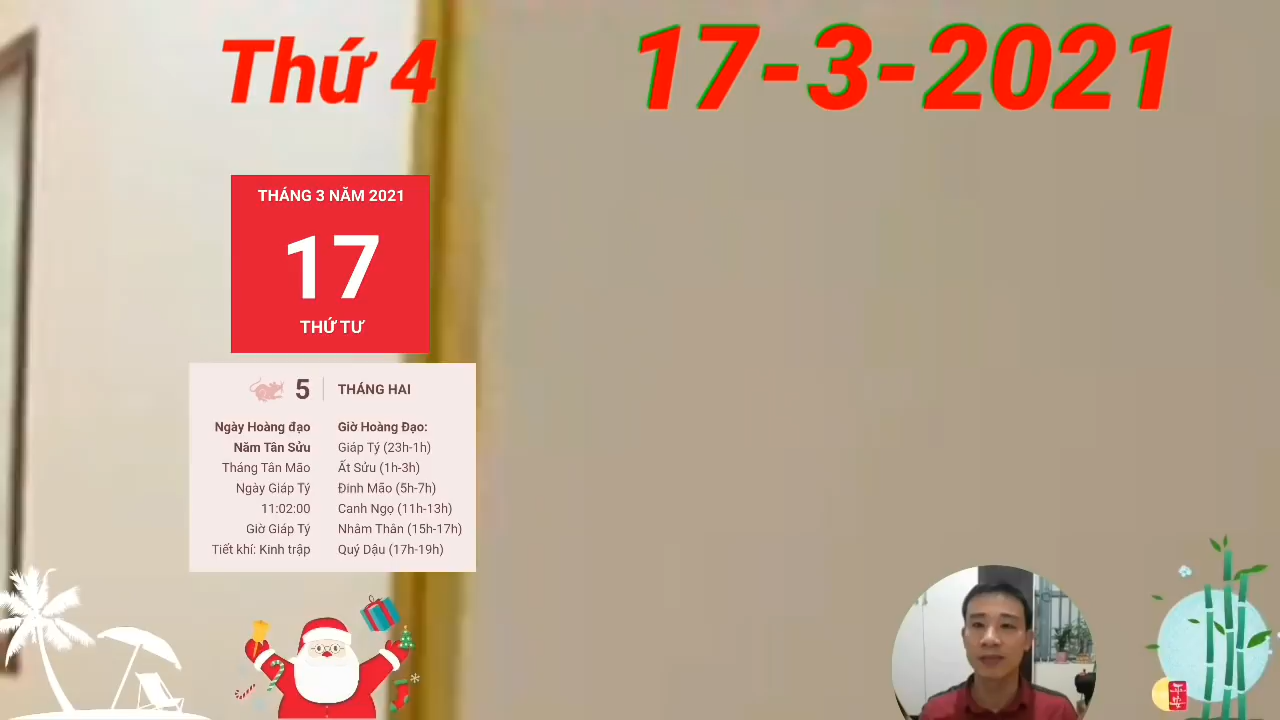 Thứ 4
17-3-2021
THÁNG 3 NĂM 2021
17
THỨ TƯ
5
THÁNG HAI
Ngày Hoàng đạo
Năm Tân Sửu
Tháng Tân Mão
Ngày Giáp Tý
11:02:00
Giờ Giáp Tý
Tiết khí: Kinh trập
Giờ Hoàng Đạo:
Giáp Tý (23h-1h)
Ất Sửu (1h-3h)
Đinh Mão (5h-7h)
Canh Ngọ (11h-13h)
Nhâm Thân (15h-17h)
Quý Dậu (17h-19h)